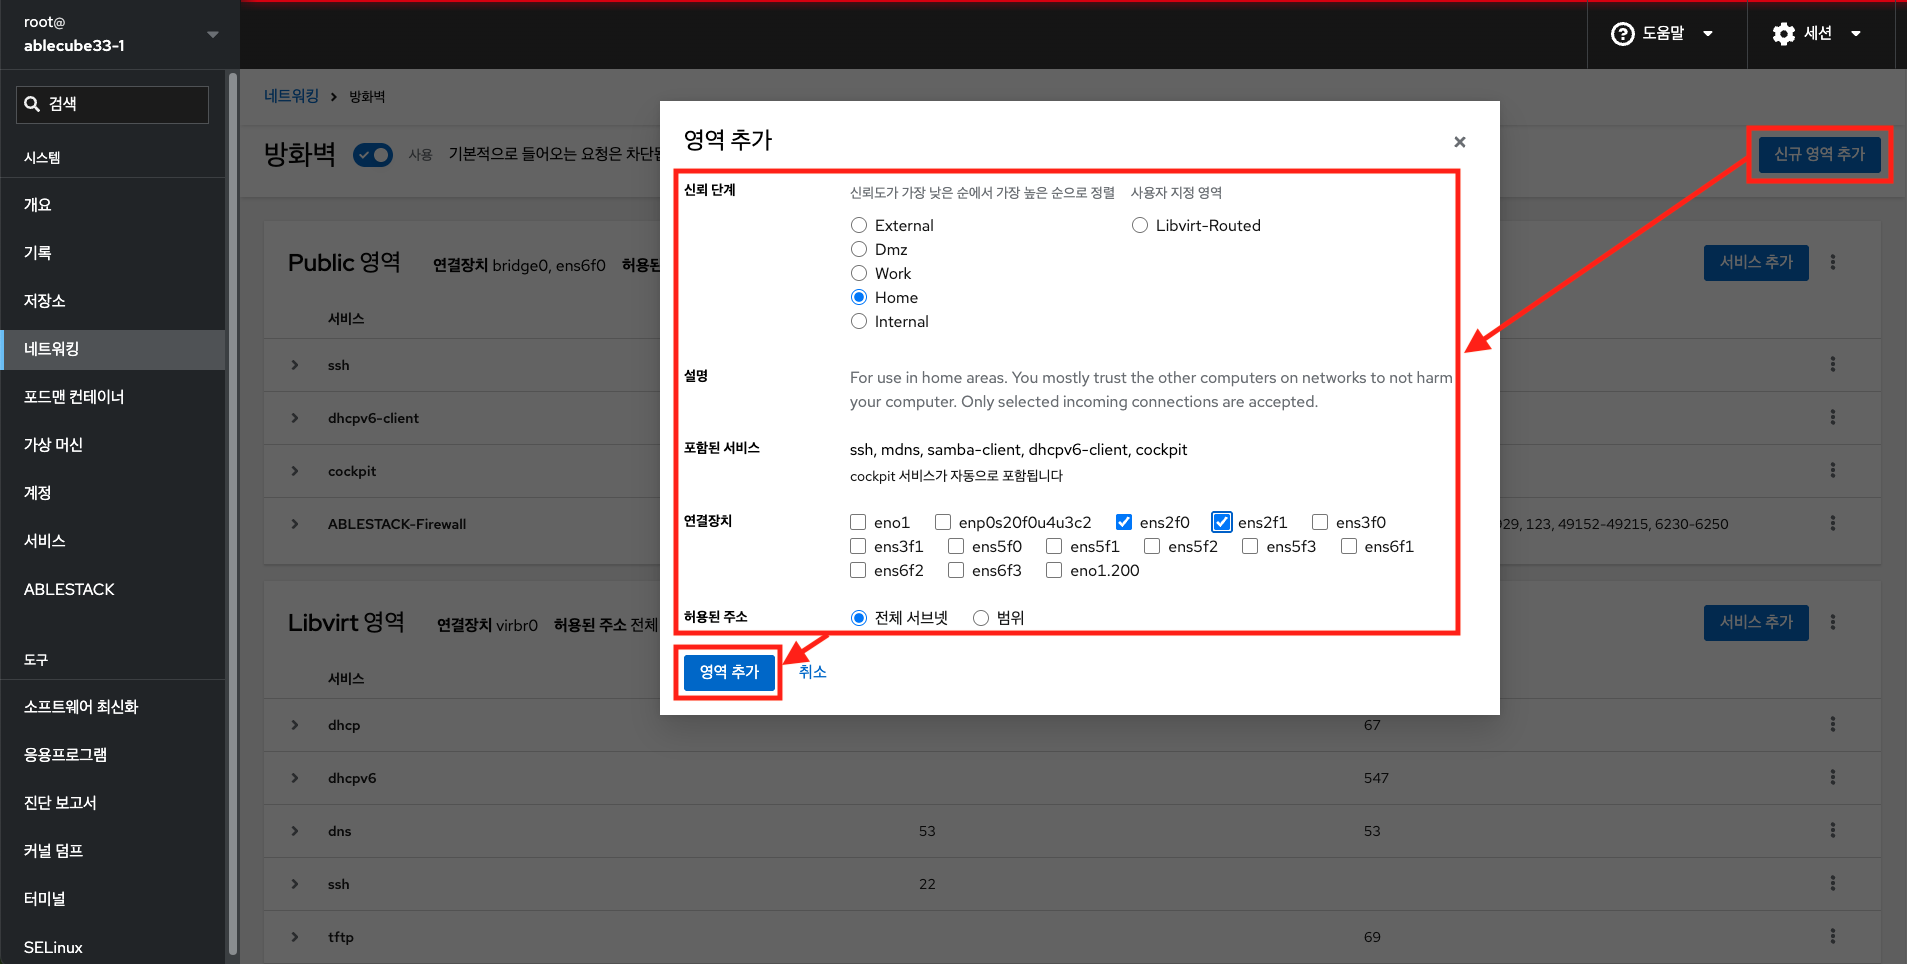 root@
ablecube33-1
도움말
세션
검색
시스템
개요
기록
저장소
네트워킹
포드맨 컨테이너
가상 머신
계정
서비스
ABLESTACK
도구
소프트웨어 최신화
응용프로그램
진단 보고서
커널 덤프
터미널
SELinux
네트워킹 > 방화벽
방화벽 사용 기본적으로 들어오는 요청은 차단됨
신규 영역 추가
Public 영역 연결장치 bridge0, ens6f0 허용된
서비스 추가
서비스
ssh
dhcpv6-client
cockpit
ABLESTACK-Firewall
929, 123, 49152-49215, 6230-6250
Libvirt 영역 연결장치 virbr0 허용된 주소 전체
서비스 추가
서비스
dhcp 67
dhcpv6 547
dns 53 53
ssh 22
tftp 69
영역 추가
신뢰 단계
신뢰도가 가장 낮은 순에서 가장 높은 순으로 정렬 사용자 지정 영역
External Libvirt-Routed
Dmz
Work
Home
Internal
설명 For use in home areas. You mostly trust the other computers on networks to not harm
your computer. Only selected incoming connections are accepted.
포함된 서비스 ssh, mdns, samba-client, dhcpv6-client, cockpit
cockpit 서비스가 자동으로 포함됩니다
연결장치 eno1 enp0s20f0u4u3c2 ens2f0 ens2f1 ens3f0
ens3f1 ens5f0 ens5f1 ens5f2 ens5f3 ens6f1
ens6f2 ens6f3 eno1.200
허용된 주소 전체 서브넷 범위
영역 추가 취소